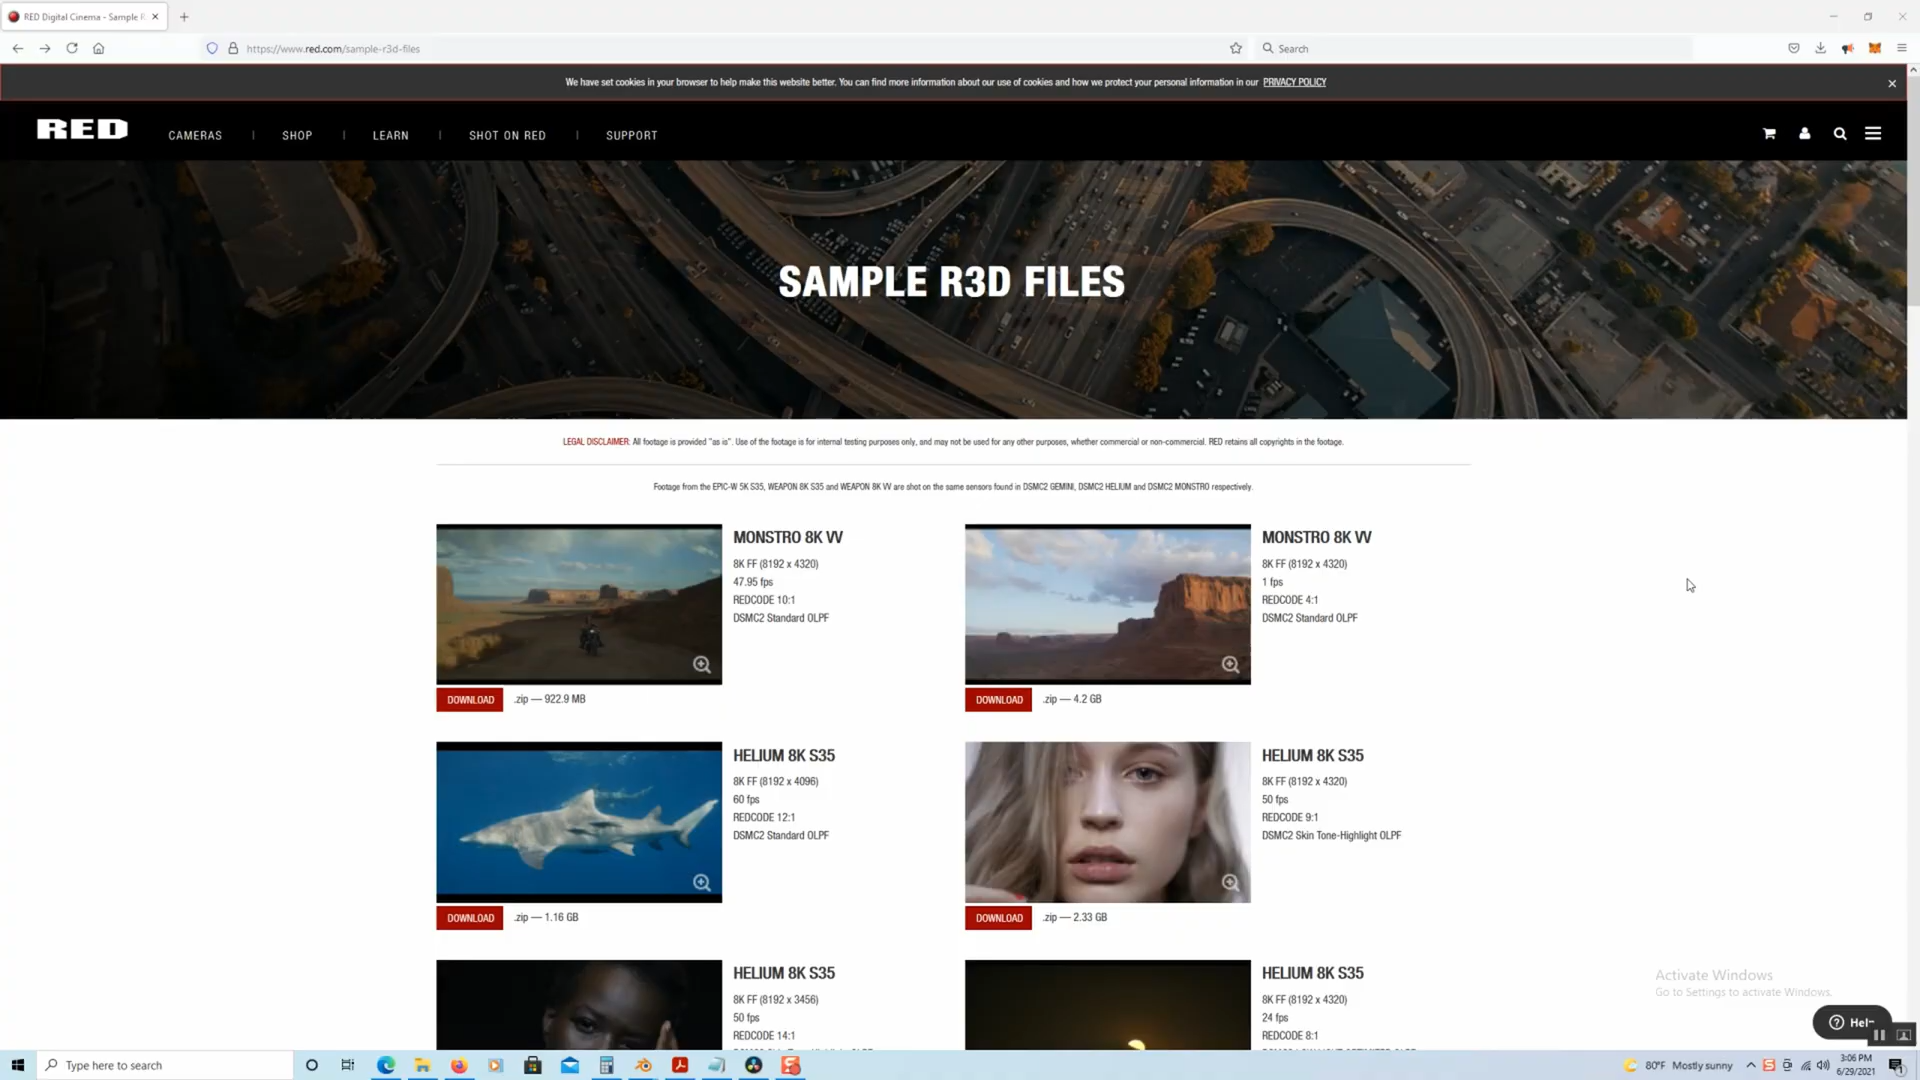 RED Digital Cinema - Sample R
https://www.red.com/sample-r3d-files
Search
We have set cookies in your browser to help make this website better. You can find more information about our use of cookies and how we protect your personal information in our PRIVACY POLICY
RED
CAMERAS | SHOP | LEARN | SHOT ON RED | SUPPORT
SAMPLE R3D FILES
LEGAL DISCLAIMER: All footage is provided "as is". Use of the footage is for internal testing purposes only, and may not be used for any other purposes, whether commercial or non-commercial. RED retains all copyrights in the footage.
Footage from the EPIC-W 5K S35, WEAPON 8K S35 and WEAPON 8K VV are shot on the same sensors found in DSMC2 GEMINI, DSMC2 HELIUM and DSMC2 MONSTRO respectively.
MONSTRO 8K VV
8K FF (8192 x 4320)
47.95 fps
REDCODE 10:1
DSMC2 Standard OLPF
DOWNLOAD .zip — 922.9 MB
MONSTRO 8K VV
8K FF (8192 x 4320)
1 fps
REDCODE 4:1
DSMC2 Standard OLPF
DOWNLOAD .zip — 4.2 GB
HELIUM 8K S35
8K FF (8192 x 4096)
60 fps
REDCODE 12:1
DSMC2 Standard OLPF
DOWNLOAD .zip — 1.16 GB
HELIUM 8K S35
8K FF (8192 x 4320)
50 fps
REDCODE 9:1
DSMC2 Skin Tone-Highlight OLPF
DOWNLOAD .zip — 2.33 GB
HELIUM 8K S35
8K FF (8192 x 3456)
50 fps
REDCODE 14:1
HELIUM 8K S35
8K FF (8192 x 4320)
24 fps
REDCODE 8:1
Activate Windows
Go to Settings to activate Windows.
Hel
Type here to search
80°F Mostly sunny
3:06 PM
6/29/2021